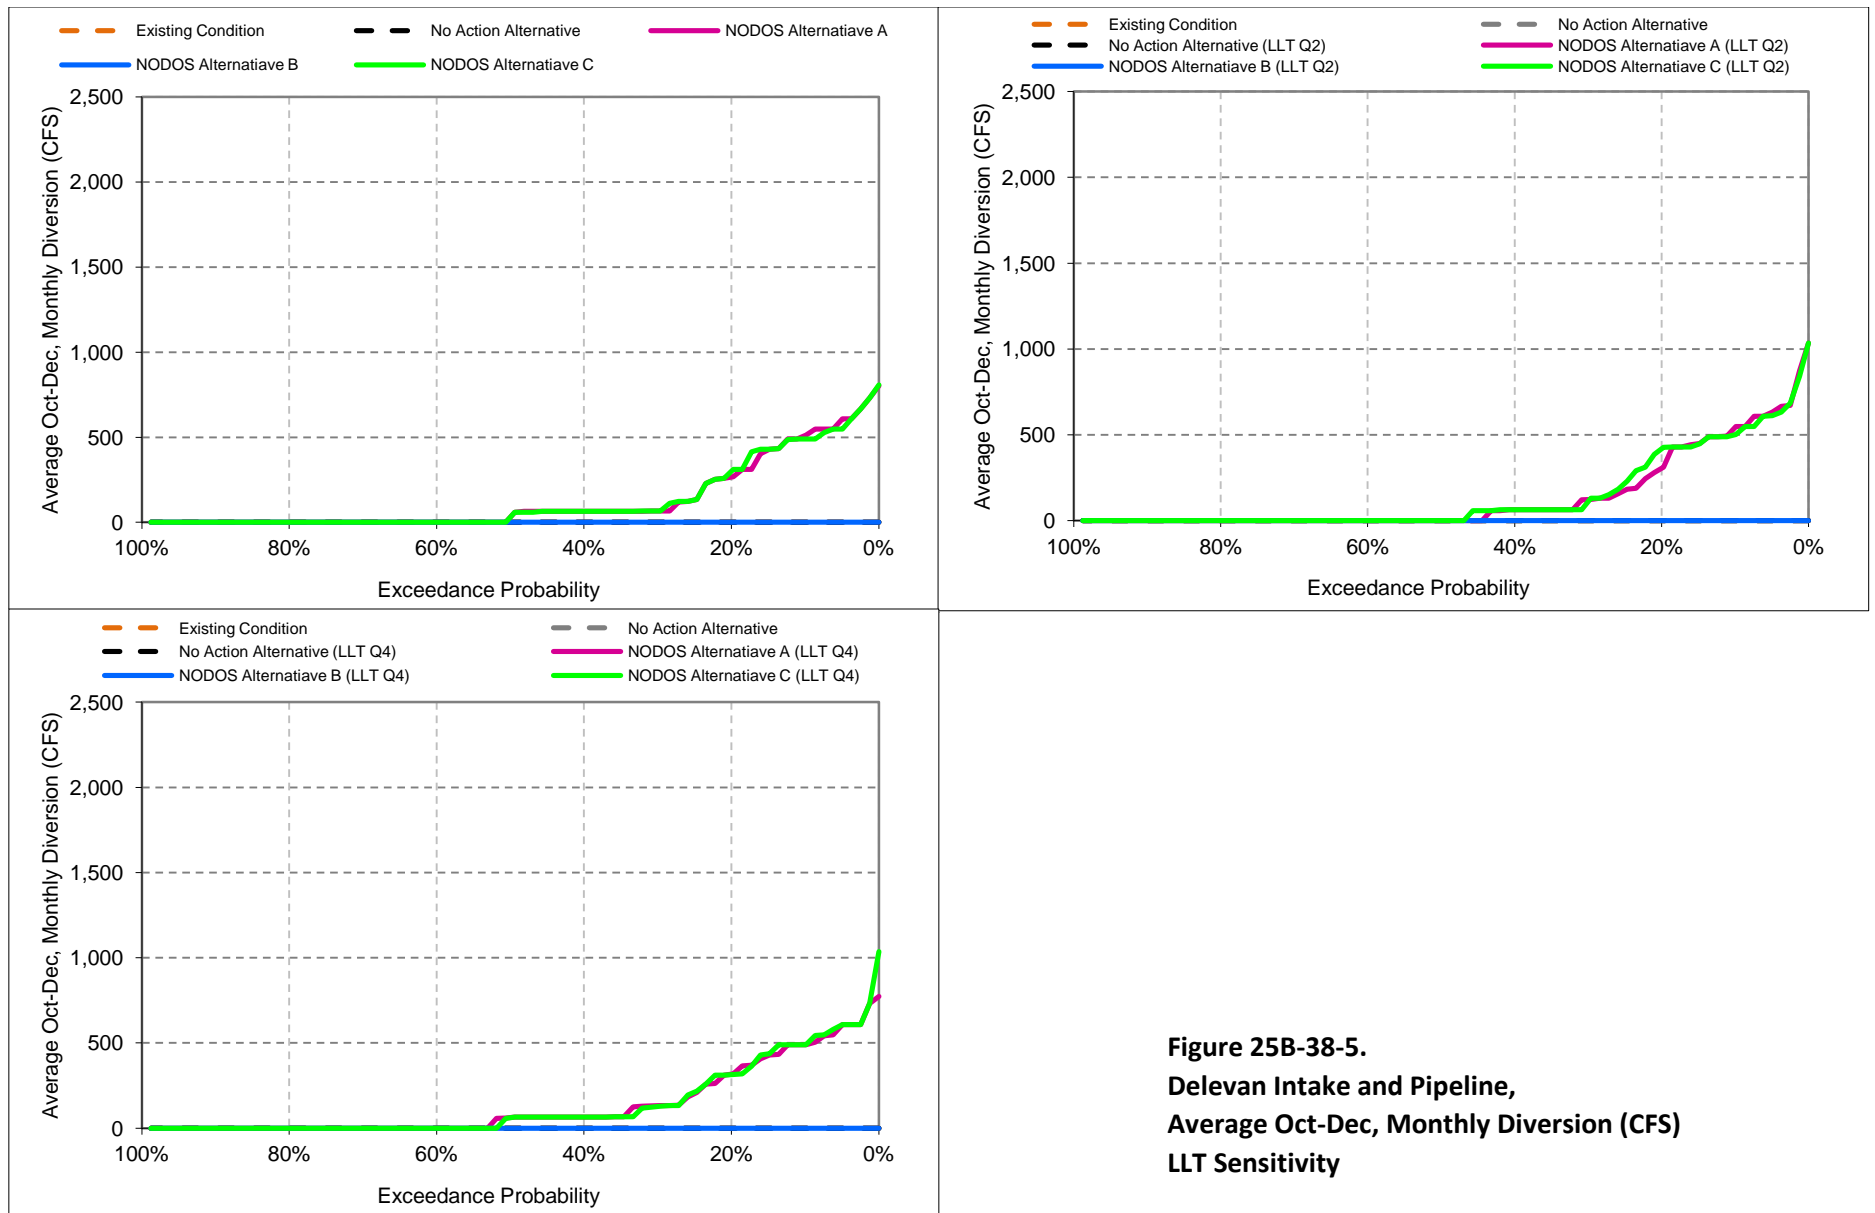 Existing Condition
No Action Alternative
NODOS Alternatiave A
NODOS Alternatiave B
NODOS Alternatiave C
Average Oct-Dec, Monthly Diversion (CFS)
2,500
2,000
1,500
1,000
500
0
100%
80%
60%
40%
20%
0%
Exceedance Probability
Existing Condition
No Action Alternative
No Action Alternative (LLT Q2)
NODOS Alternatiave A (LLT Q2)
NODOS Alternatiave B (LLT Q2)
NODOS Alternatiave C (LLT Q2)
Average Oct-Dec, Monthly Diversion (CFS)
2,500
2,000
1,500
1,000
500
0
100%
80%
60%
40%
20%
0%
Exceedance Probability
Existing Condition
No Action Alternative
No Action Alternative (LLT Q4)
NODOS Alternatiave A (LLT Q4)
NODOS Alternatiave B (LLT Q4)
NODOS Alternatiave C (LLT Q4)
Average Oct-Dec, Monthly Diversion (CFS)
2,500
2,000
1,500
1,000
500
0
100%
80%
60%
40%
20%
0%
Exceedance Probability
Figure 25B-38-5.
Delevan Intake and Pipeline,
Average Oct-Dec, Monthly Diversion (CFS)
LLT Sensitivity